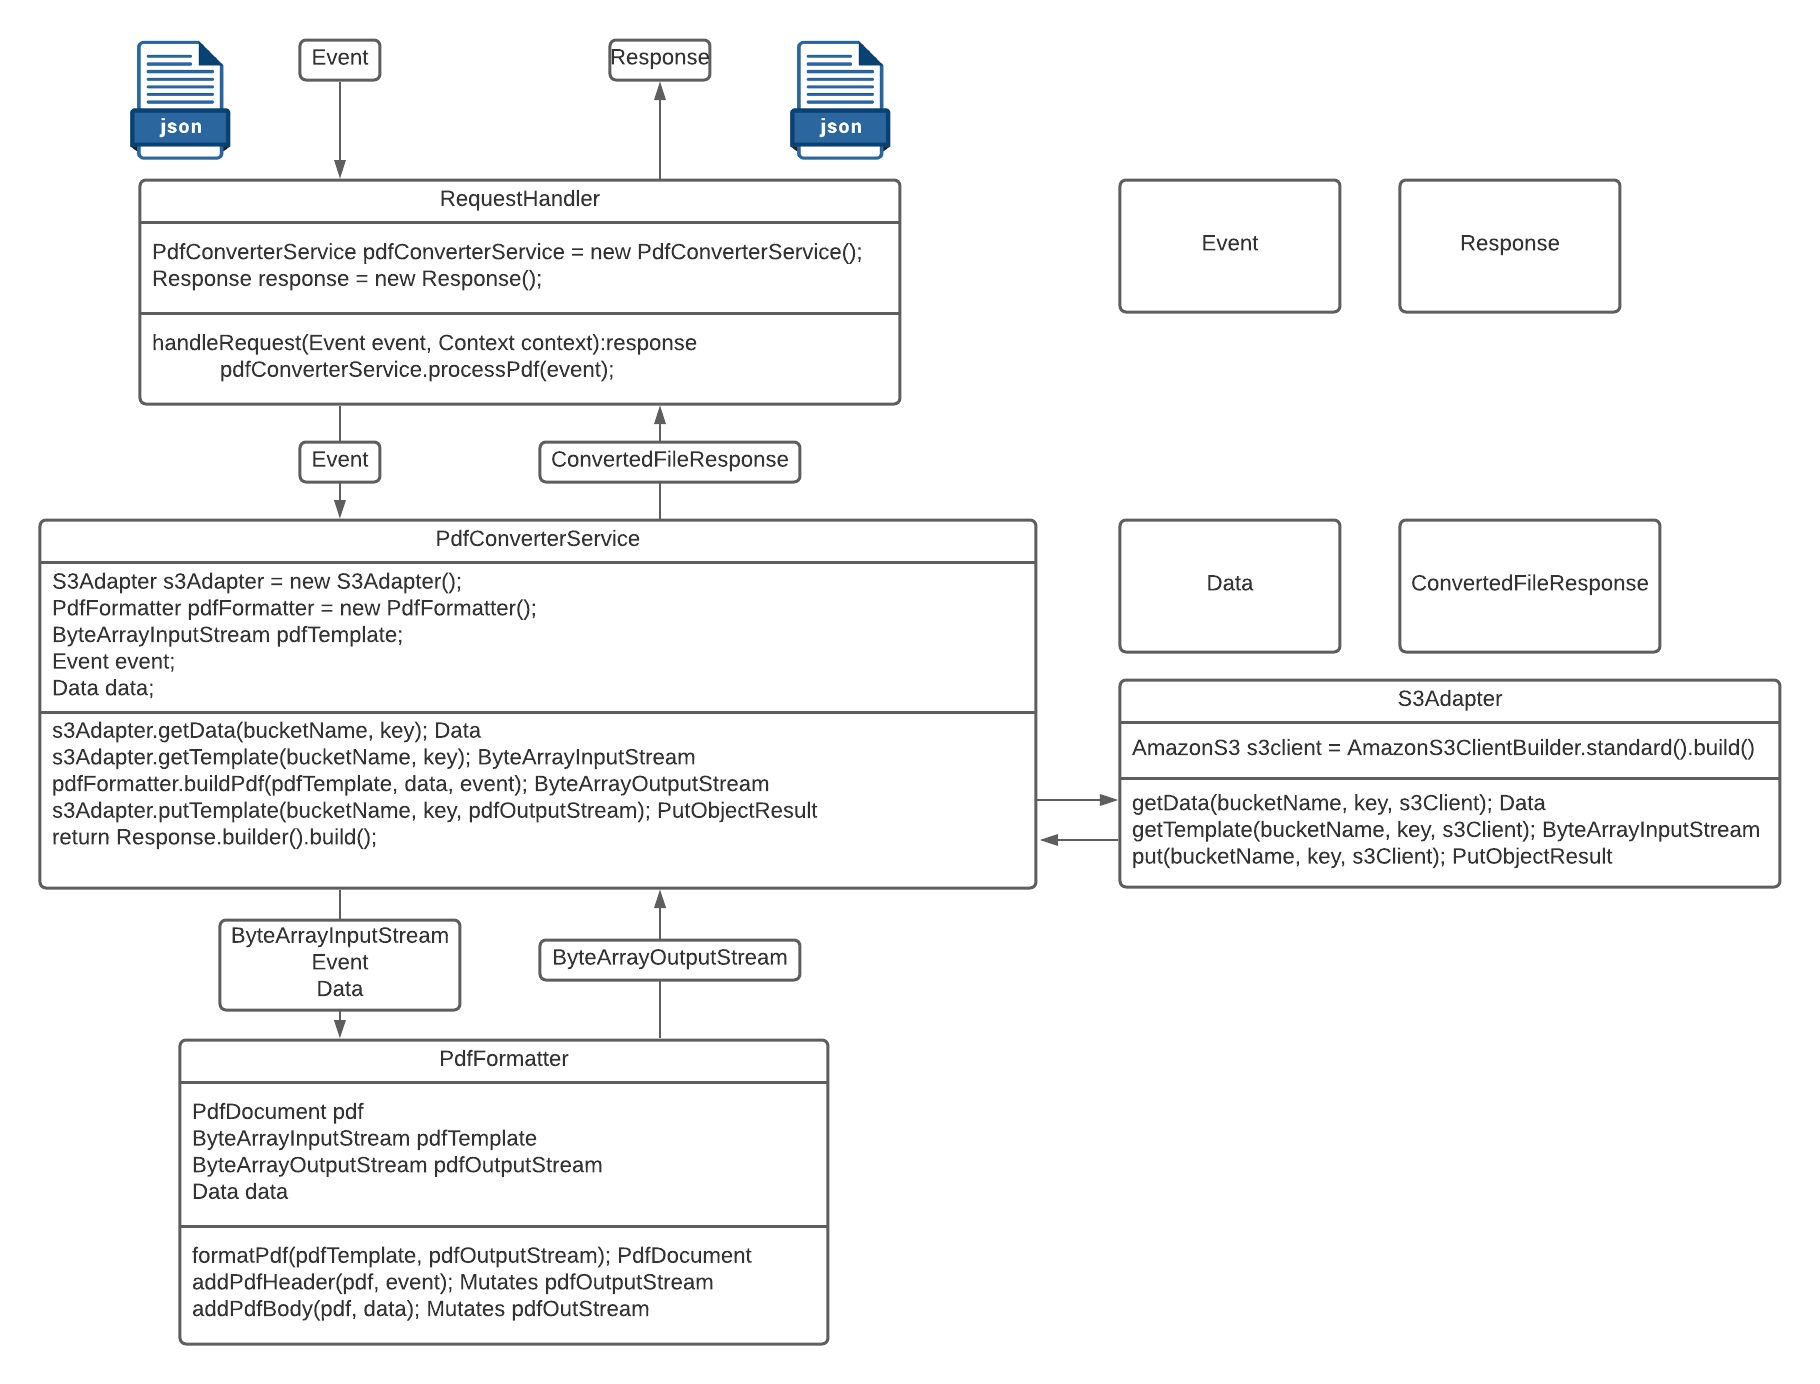 json
Event
Response
json
RequestHandler
PdfConverterService pdfConverterService = new PdfConverterService();
Response response = new Response();
handleRequest(Event event, Context context):response
pdfConverterService.processPdf(event);
Event
Response
Event
ConvertedFileResponse
PdfConverterService
S3Adapter s3Adapter = new S3Adapter();
PdfFormatter pdfFormatter = new PdfFormatter();
ByteArrayInputStream pdfTemplate;
Event event;
Data data;
s3Adapter.getData(bucketName, key); Data
s3Adapter.getTemplate(bucketName, key); ByteArrayInputStream
pdfFormatter.buildPdf(pdfTemplate, data, event); ByteArrayOutputStream
s3Adapter.putTemplate(bucketName, key, pdfOutputStream); PutObjectResult
return Response.builder().build();
Data
ConvertedFileResponse
S3Adapter
AmazonS3 s3client = AmazonS3ClientBuilder.standard().build()
getData(bucketName, key, s3Client); Data
getTemplate(bucketName, key, s3Client); ByteArrayInputStream
put(bucketName, key, s3Client); PutObjectResult
ByteArrayInputStream
Event
Data
ByteArrayOutputStream
PdfFormatter
PdfDocument pdf
ByteArrayInputStream pdfTemplate
ByteArrayOutputStream pdfOutputStream
Data data
formatPdf(pdfTemplate, pdfOutputStream); PdfDocument
addPdfHeader(pdf, event); Mutates pdfOutputStream
addPdfBody(pdf, data); Mutates pdfOutStream